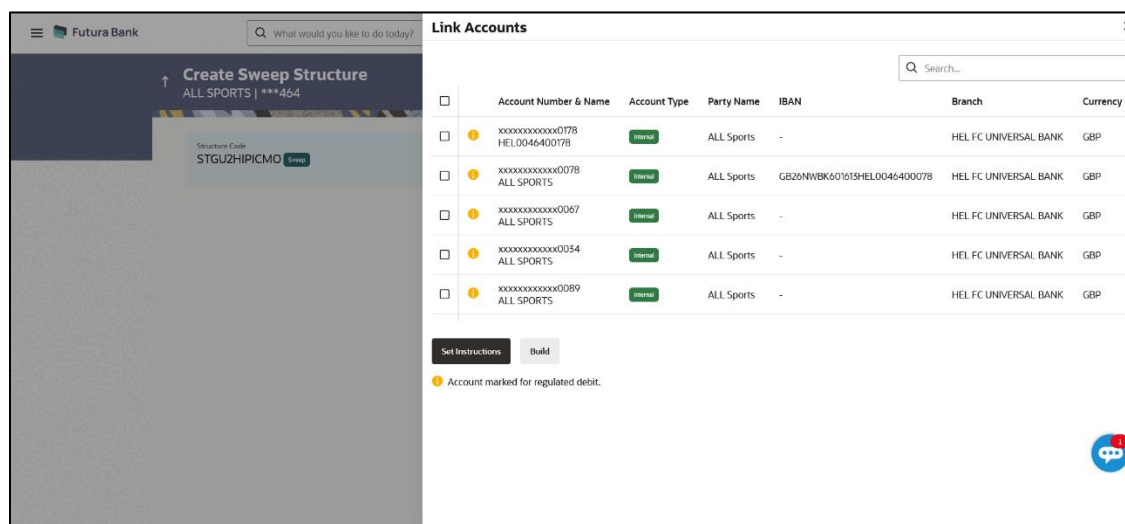 Futura Bank
What would you like to do today?
Link Accounts
Create Sweep Structure
ALL SPORTS | ***464
Search...
Structure Code
STGU2HIPICMO Sweep
Account Number & Name Account Type Party Name IBAN Branch Currency
xxxxxxxxxxxx0178
HEL0046400178 Internal ALL Sports - HEL FC UNIVERSAL BANK GBP
xxxxxxxxxxxx0078
ALL SPORTS Internal ALL Sports GB26NWBK601613HEL0046400078 HEL FC UNIVERSAL BANK GBP
xxxxxxxxxxxx0067
ALL SPORTS Internal ALL Sports - HEL FC UNIVERSAL BANK GBP
xxxxxxxxxxxx0034
ALL SPORTS Internal ALL Sports - HEL FC UNIVERSAL BANK GBP
xxxxxxxxxxxx0089
ALL SPORTS Internal ALL Sports - HEL FC UNIVERSAL BANK GBP
Set Instructions Build
Account marked for regulated debit.
1